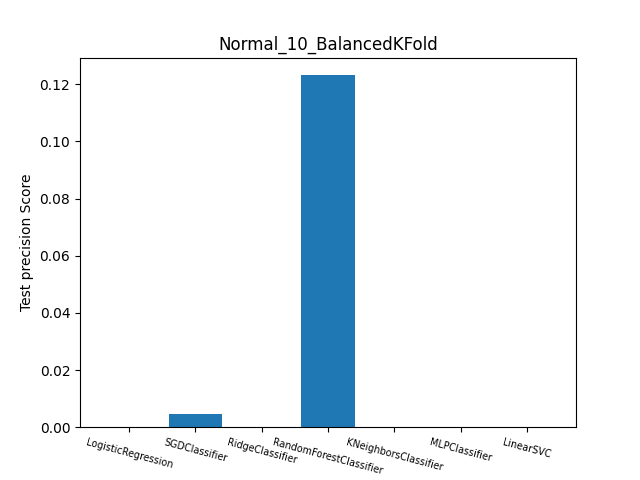 Normal_10_BalancedKFold
Test precision Score
0.12
0.10
0.08
0.06
0.04
0.02
0.00
LogisticRegression
SGDClassifier
RidgeClassifier
RandomForestClassifier
KNeighborsClassifier
MLPClassifier
LinearSVC